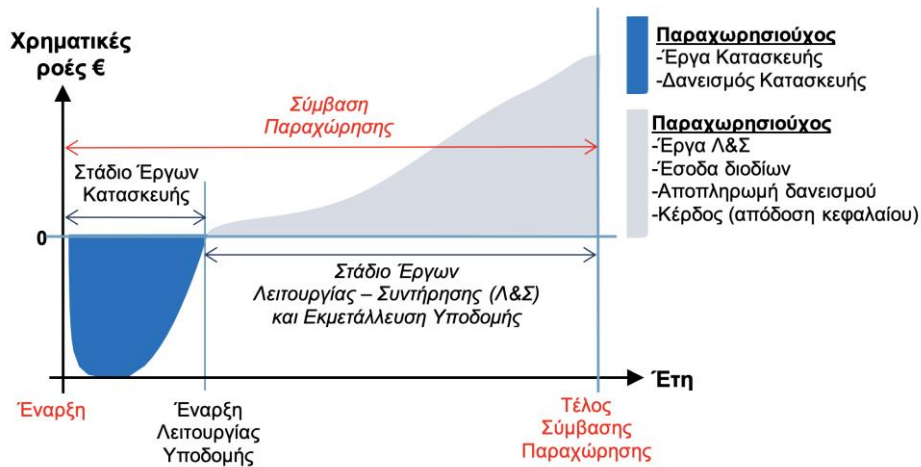 Χρηματικές
ροές €
Σύμβαση
Παραχώρησης
Στάδιο Έργων
Κατασκευής
0
Στάδιο Έργων
Λειτουργίας – Συντήρησης (Λ&Σ)
και Εκμετάλλευση Υποδομής
Έτη
Έναρξη
Έναρξη
Λειτουργίας
Υποδομής
Τέλος
Σύμβασης
Παραχώρησης
Παραχωρησιούχος
-Έργα Κατασκευής
-Δανεισμός Κατασκευής
Παραχωρησιούχος
-Έργα Λ&Σ
-Έσοδα διοδίων
-Αποπληρωμή δανεισμού
-Κέρδος (απόδοση κεφαλαίου)